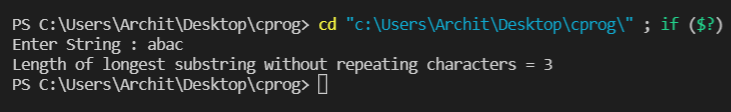 PS C:\Users\Archit\Desktop\cprog> cd "c:\Users\Archit\Desktop\cprog\" ; if ($?)
Enter String : abac
Length of longest substring without repeating characters = 3
PS C:\Users\Archit\Desktop\cprog>